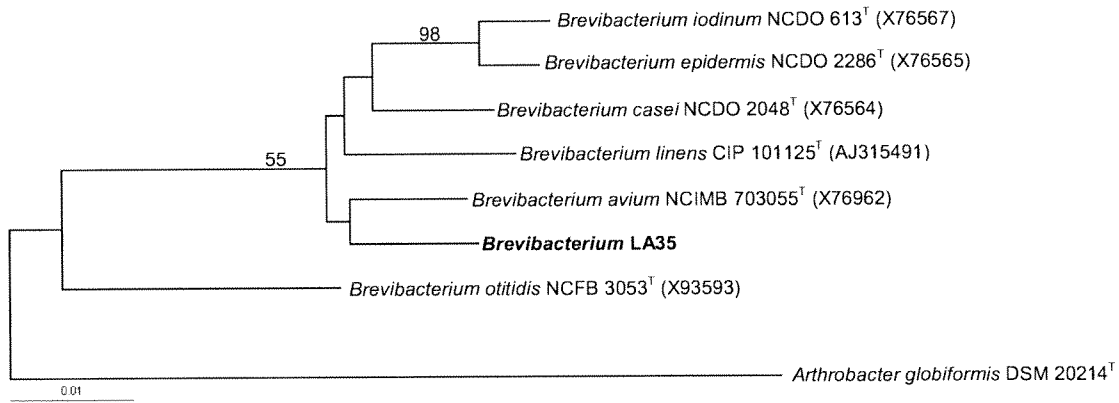 Brevibacterium iodinum NCDO 613ᵀ (X76567)
98
Brevibacterium epidermis NCDO 2286ᵀ (X76565)
Brevibacterium casei NCDO 2048ᵀ (X76564)
Brevibacterium linens CIP 101125ᵀ (AJ315491)
55
Brevibacterium avium NCIMB 703055ᵀ (X76962)
Brevibacterium LA35
Brevibacterium otitidis NCFB 3053ᵀ (X93593)
Arthrobacter globiformis DSM 20214ᵀ
0.01